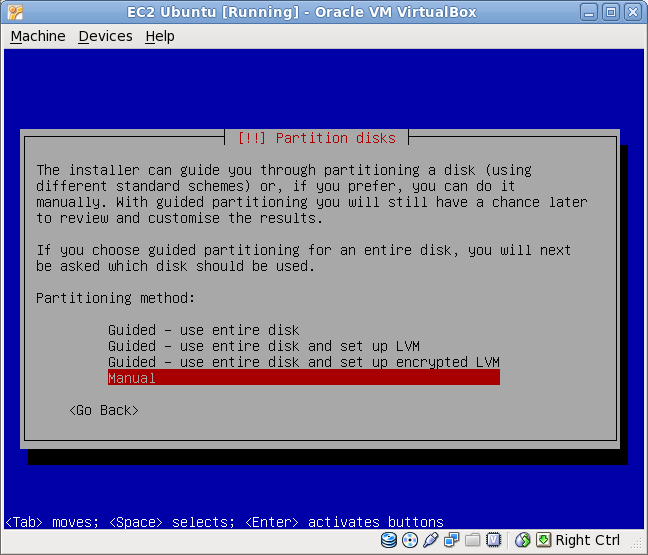 EC2 Ubuntu [Running] - Oracle VM VirtualBox
Machine Devices Help
[!!] Partition disks
The installer can guide you through partitioning a disk (using
different standard schemes) or, if you prefer, you can do it
manually. With guided partitioning you will still have a chance later
to review and customise the results.
If you choose guided partitioning for an entire disk, you will next
be asked which disk should be used.
Partitioning method:
Guided - use entire disk
Guided - use entire disk and set up LVM
Guided - use entire disk and set up encrypted LVM
Manual
<Go Back>
<Tab> moves; <Space> selects; <Enter> activates buttons
Right Ctrl